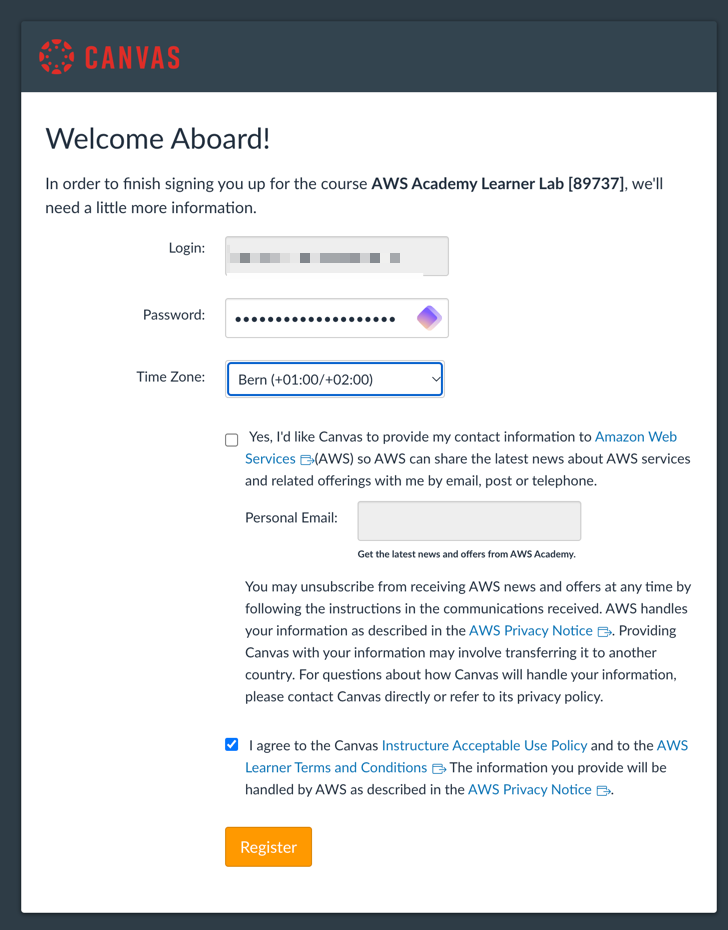 CANVAS
Welcome Aboard!
In order to finish signing you up for the course AWS Academy Learner Lab [89737], we'll
need a little more information.
Login:
Password:
Time Zone:
Bern (+01:00/+02:00)
Yes, I'd like Canvas to provide my contact information to Amazon Web
Services (AWS) so AWS can share the latest news about AWS services
and related offerings with me by email, post or telephone.
Personal Email:
Get the latest news and offers from AWS Academy.
You may unsubscribe from receiving AWS news and offers at any time by
following the instructions in the communications received. AWS handles
your information as described in the AWS Privacy Notice. Providing
Canvas with your information may involve transferring it to another
country. For questions about how Canvas will handle your information,
please contact Canvas directly or refer to its privacy policy.
I agree to the Canvas Instructure Acceptable Use Policy and to the AWS
Learner Terms and Conditions The information you provide will be
handled by AWS as described in the AWS Privacy Notice.
Register